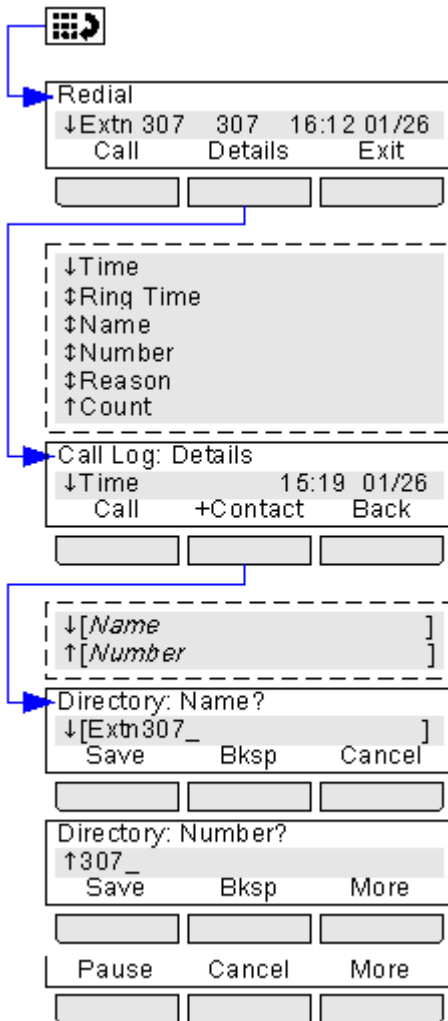 Redial
↓Extn 307 307 16:12 01/26
Call Details Exit
↓Time
↕Ring Time
↕Name
↕Number
↕Reason
↑Count
Call Log: Details
↓Time 15:19 01/26
Call +Contact Back
↓[Name ]
↑[Number ]
Directory: Name?
↓[Extn307_ ]
Save Bksp Cancel
Directory: Number?
↑307_
Save Bksp More
Pause Cancel More